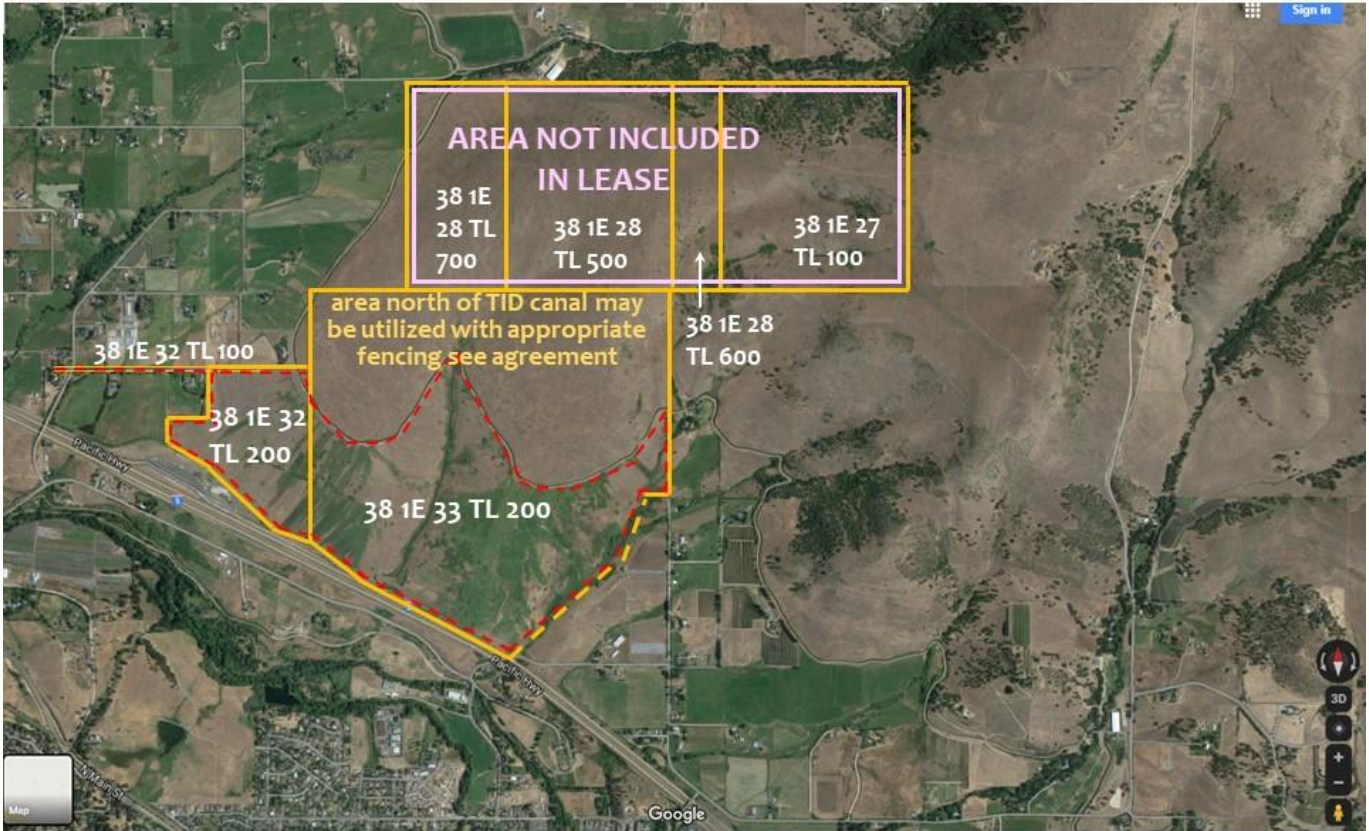 Sign in
AREA NOT INCLUDED
IN LEASE
38 1E
28 TL
700
38 1E 28
TL 500
38 1E 27
TL 100
38 1E 28
TL 600
area north of TID canal may
be utilized with appropriate
fencing see agreement
38 1E 32 TL 100
38 1E 32
TL 200
38 1E 33 TL 200
Pacific Hwy
5
Pacific Hwy
N Main St
3D
Map
Google